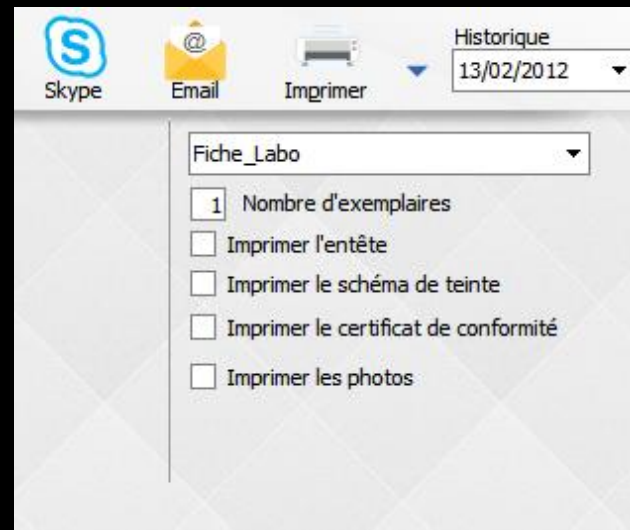 Historique
13/02/2012
Skype
Email
Imprimer
Fiche_Labo
1 Nombre d'exemplaires
Imprimer l'entête
Imprimer le schéma de teinte
Imprimer le certificat de conformité
Imprimer les photos